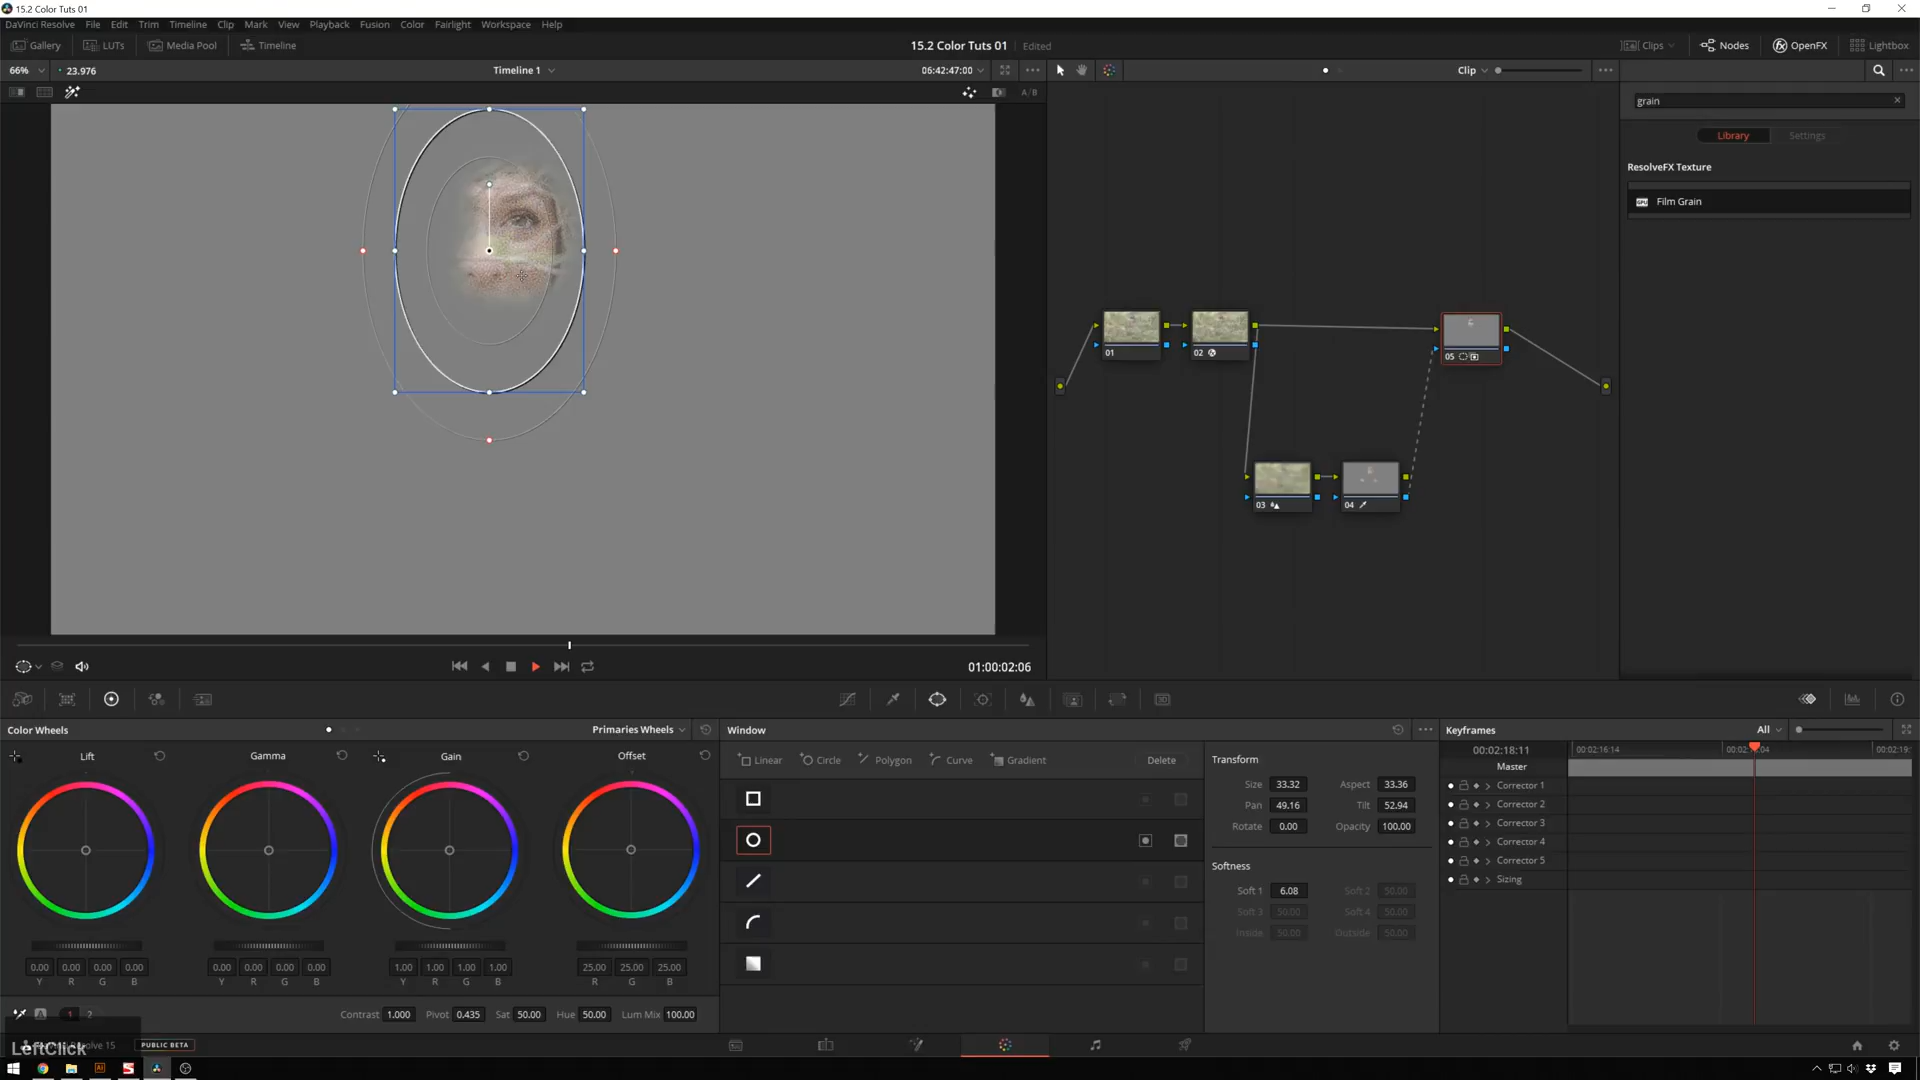 15.2 Color Tuts 01
DaVinci Resolve File Edit Trim Timeline Clip Mark View Playback Fusion Color Fairlight Workspace Help
Gallery LUTs Media Pool Timeline 15.2 Color Tuts 01 Edited Clips Nodes OpenFX Lightbox
66% 23.976 Timeline 1 06:42:47:00 Clip
A/B
grain
Library Settings
ResolveFX Texture
Film Grain
01 02 05
03 04
01:00:02:06
Color Wheels Primaries Wheels Window Keyframes All
Lift Gamma Gain Offset
Linear Circle Polygon Curve Gradient Delete
Transform
Size 33.32 Aspect 33.36
Pan 49.16 Tilt 52.94
Rotate 0.00 Opacity 100.00
Softness
Soft 1 6.08 Soft 2 50.00
Soft 3 50.00 Soft 4 50.00
Inside 50.00 Outside 50.00
00:02:18:11 00:02:16:14
Master
Corrector 1
Corrector 2
Corrector 3
Corrector 4
Corrector 5
Sizing
0.00 0.00 0.00 0.00 0.00 0.00 0.00 0.00 1.00 1.00 1.00 1.00 25.00 25.00 25.00
Y R G B Y R G B Y R G B R G B
A 1 2 Contrast 1.000 Pivot 0.435 Sat 50.00 Hue 50.00 Lum Mix 100.00
LeftClick
PUBLIC BETA